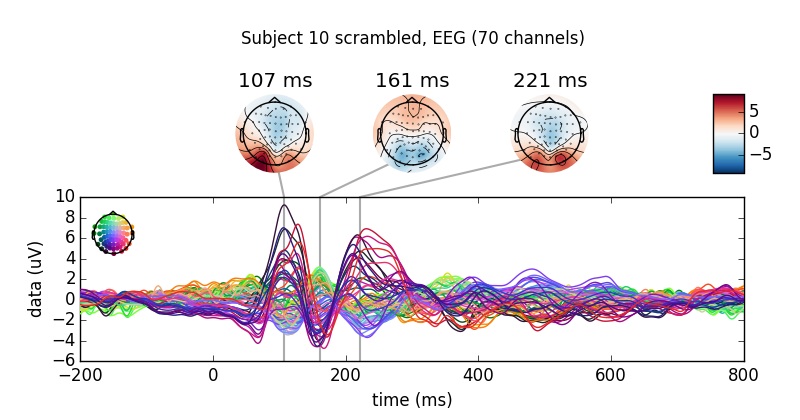 Subject 10 scrambled, EEG (70 channels)
107 ms 161 ms 221 ms
5
0
−5
10
8
6
4
2
0
−2
−4
−6
data (uV)
−200 0 200 400 600 800
time (ms)